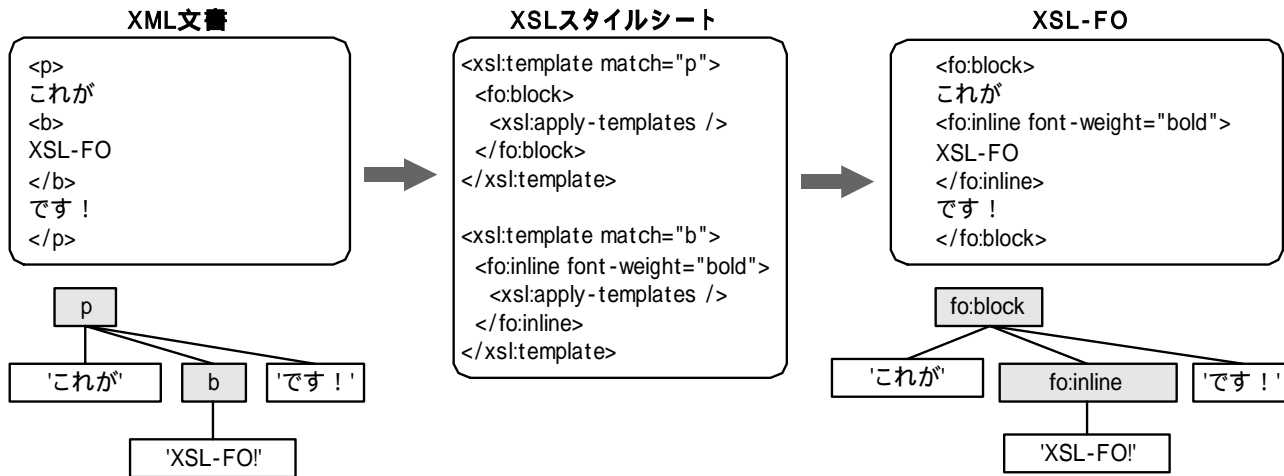 XML文書
<p>
これが
<b>
XSL-FO
</b>
です！
</p>
p
'これが'
b
'です！'
'XSL-FO!'
XSLスタイルシート
<xsl:template match="p">
<fo:block>
<xsl:apply-templates />
</fo:block>
</xsl:template>
<xsl:template match="b">
<fo:inline font-weight="bold">
<xsl:apply-templates />
</fo:inline>
</xsl:template>
XSL-FO
<fo:block>
これが
<fo:inline font-weight="bold">
XSL-FO
</fo:inline>
です！
</fo:block>
fo:block
'これが'
fo:inline
'です！'
'XSL-FO!'